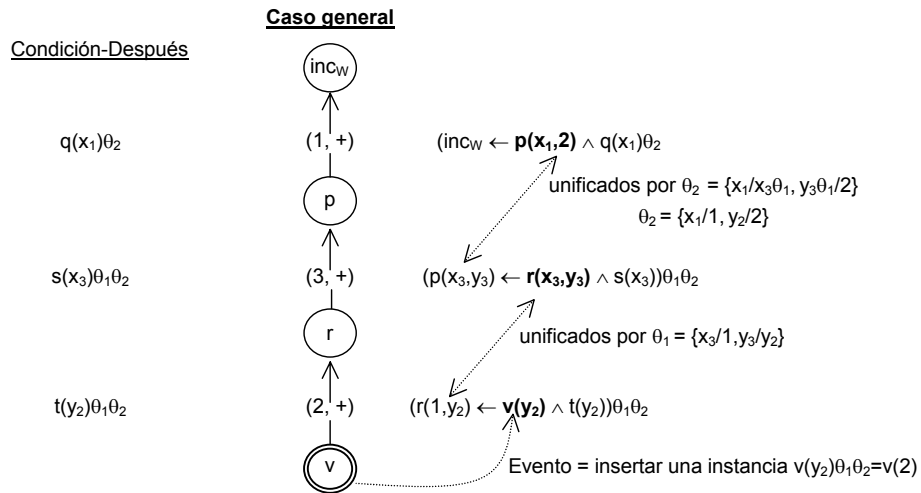 Caso general
Condición-Después
inc_W
q(x₁)θ₂ (1, +) (inc_W ← p(x₁,2) ∧ q(x₁)θ₂
unificados por θ₂ = {x₁/x₃θ₁, y₃θ₁/2}
p
θ₂ = {x₁/1, y₂/2}
s(x₃)θ₁θ₂ (3, +) (p(x₃,y₃) ← r(x₃,y₃) ∧ s(x₃))θ₁θ₂
r
unificados por θ₁ = {x₃/1,y₃/y₂}
t(y₂)θ₁θ₂ (2, +) (r(1,y₂) ← v(y₂) ∧ t(y₂))θ₁θ₂
v
Evento = insertar una instancia v(y₂)θ₁θ₂=v(2)